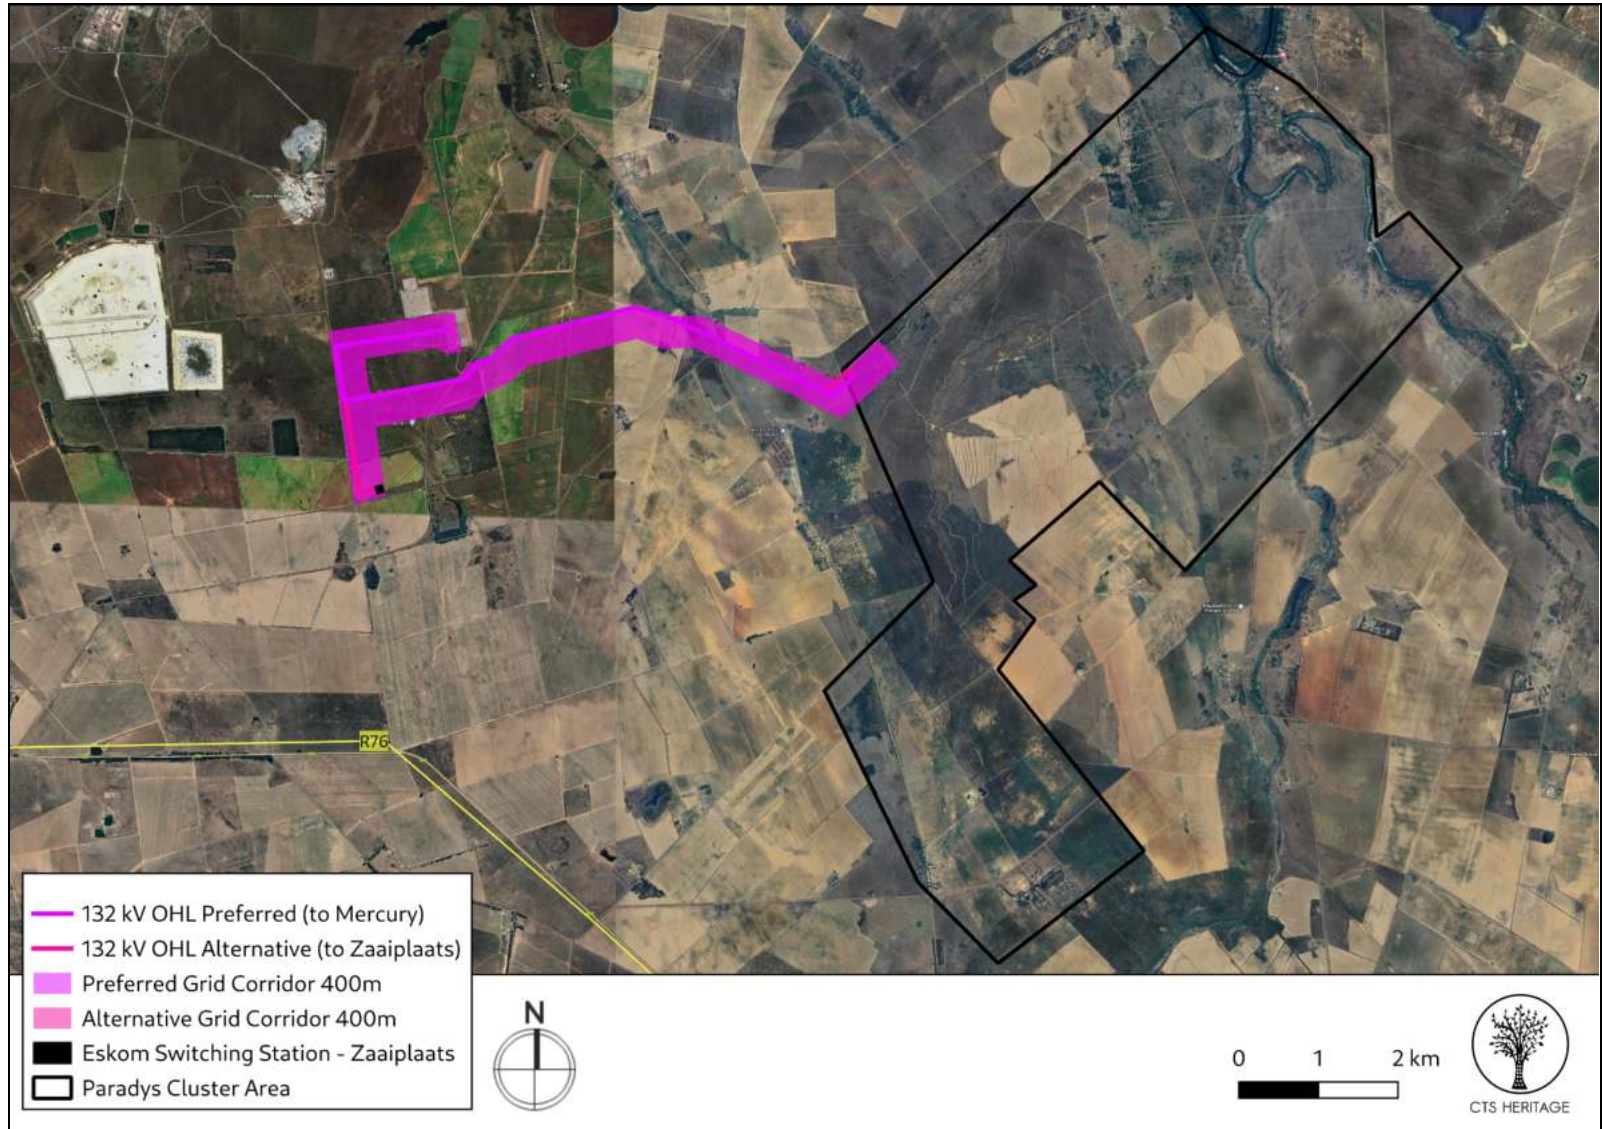 R76
132 kV OHL Preferred (to Mercury)
132 kV OHL Alternative (to Zaaiplaats)
Preferred Grid Corridor 400m
Alternative Grid Corridor 400m
Eskom Switching Station - Zaaiplaats
Paradys Cluster Area
N
0 1 2 km
CTS HERITAGE